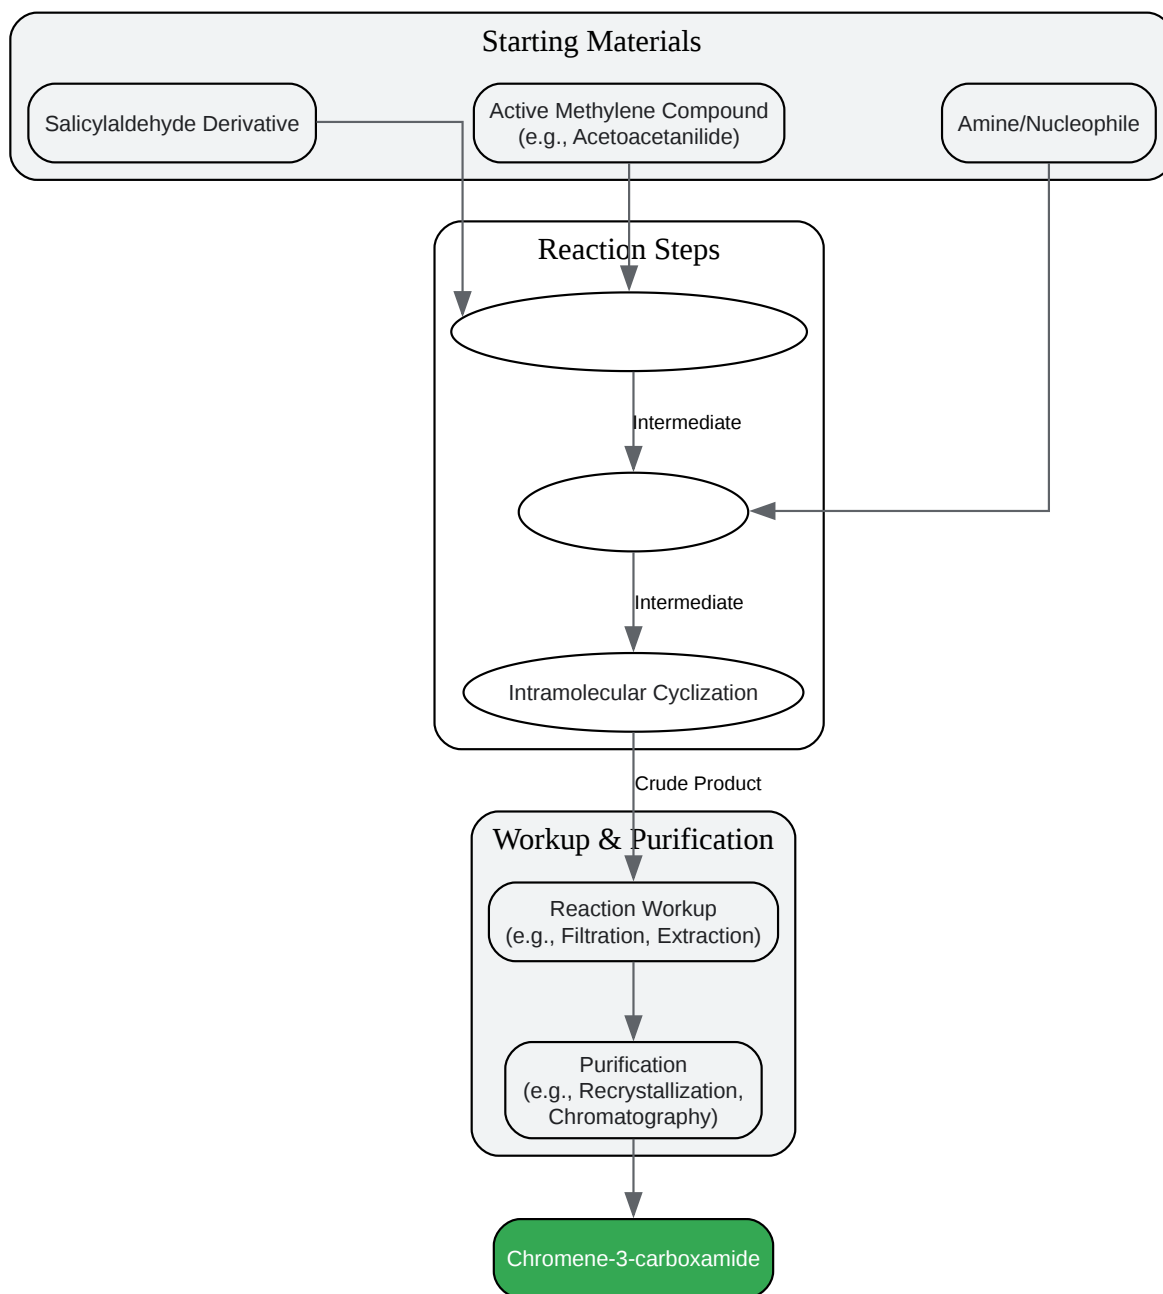 Starting Materials
Salicylaldehyde Derivative
Active Methylene Compound
(e.g., Acetoacetanilide)
Amine/Nucleophile
Reaction Steps
Intermediate
Intermediate
Intramolecular Cyclization
Crude Product
Workup & Purification
Reaction Workup
(e.g., Filtration, Extraction)
Purification
(e.g., Recrystallization,
Chromatography)
Chromene-3-carboxamide